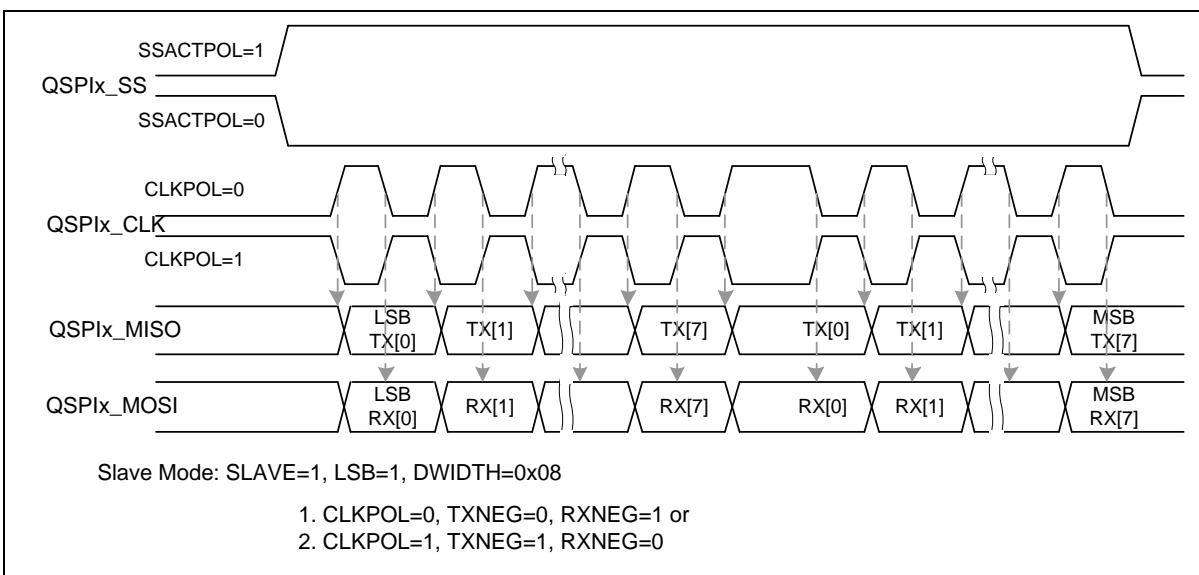 SSACTPOL=1
QSPIx_SS
SSACTPOL=0
CLKPOL=0
QSPIx_CLK
CLKPOL=1
QSPIx_MISO
LSB
TX[0]
TX[1]
TX[7]
TX[0]
TX[1]
MSB
TX[7]
QSPIx_MOSI
LSB
RX[0]
RX[1]
RX[7]
RX[0]
RX[1]
MSB
RX[7]
Slave Mode: SLAVE=1, LSB=1, DWIDTH=0x08
1. CLKPOL=0, TXNEG=0, RXNEG=1 or
2. CLKPOL=1, TXNEG=1, RXNEG=0